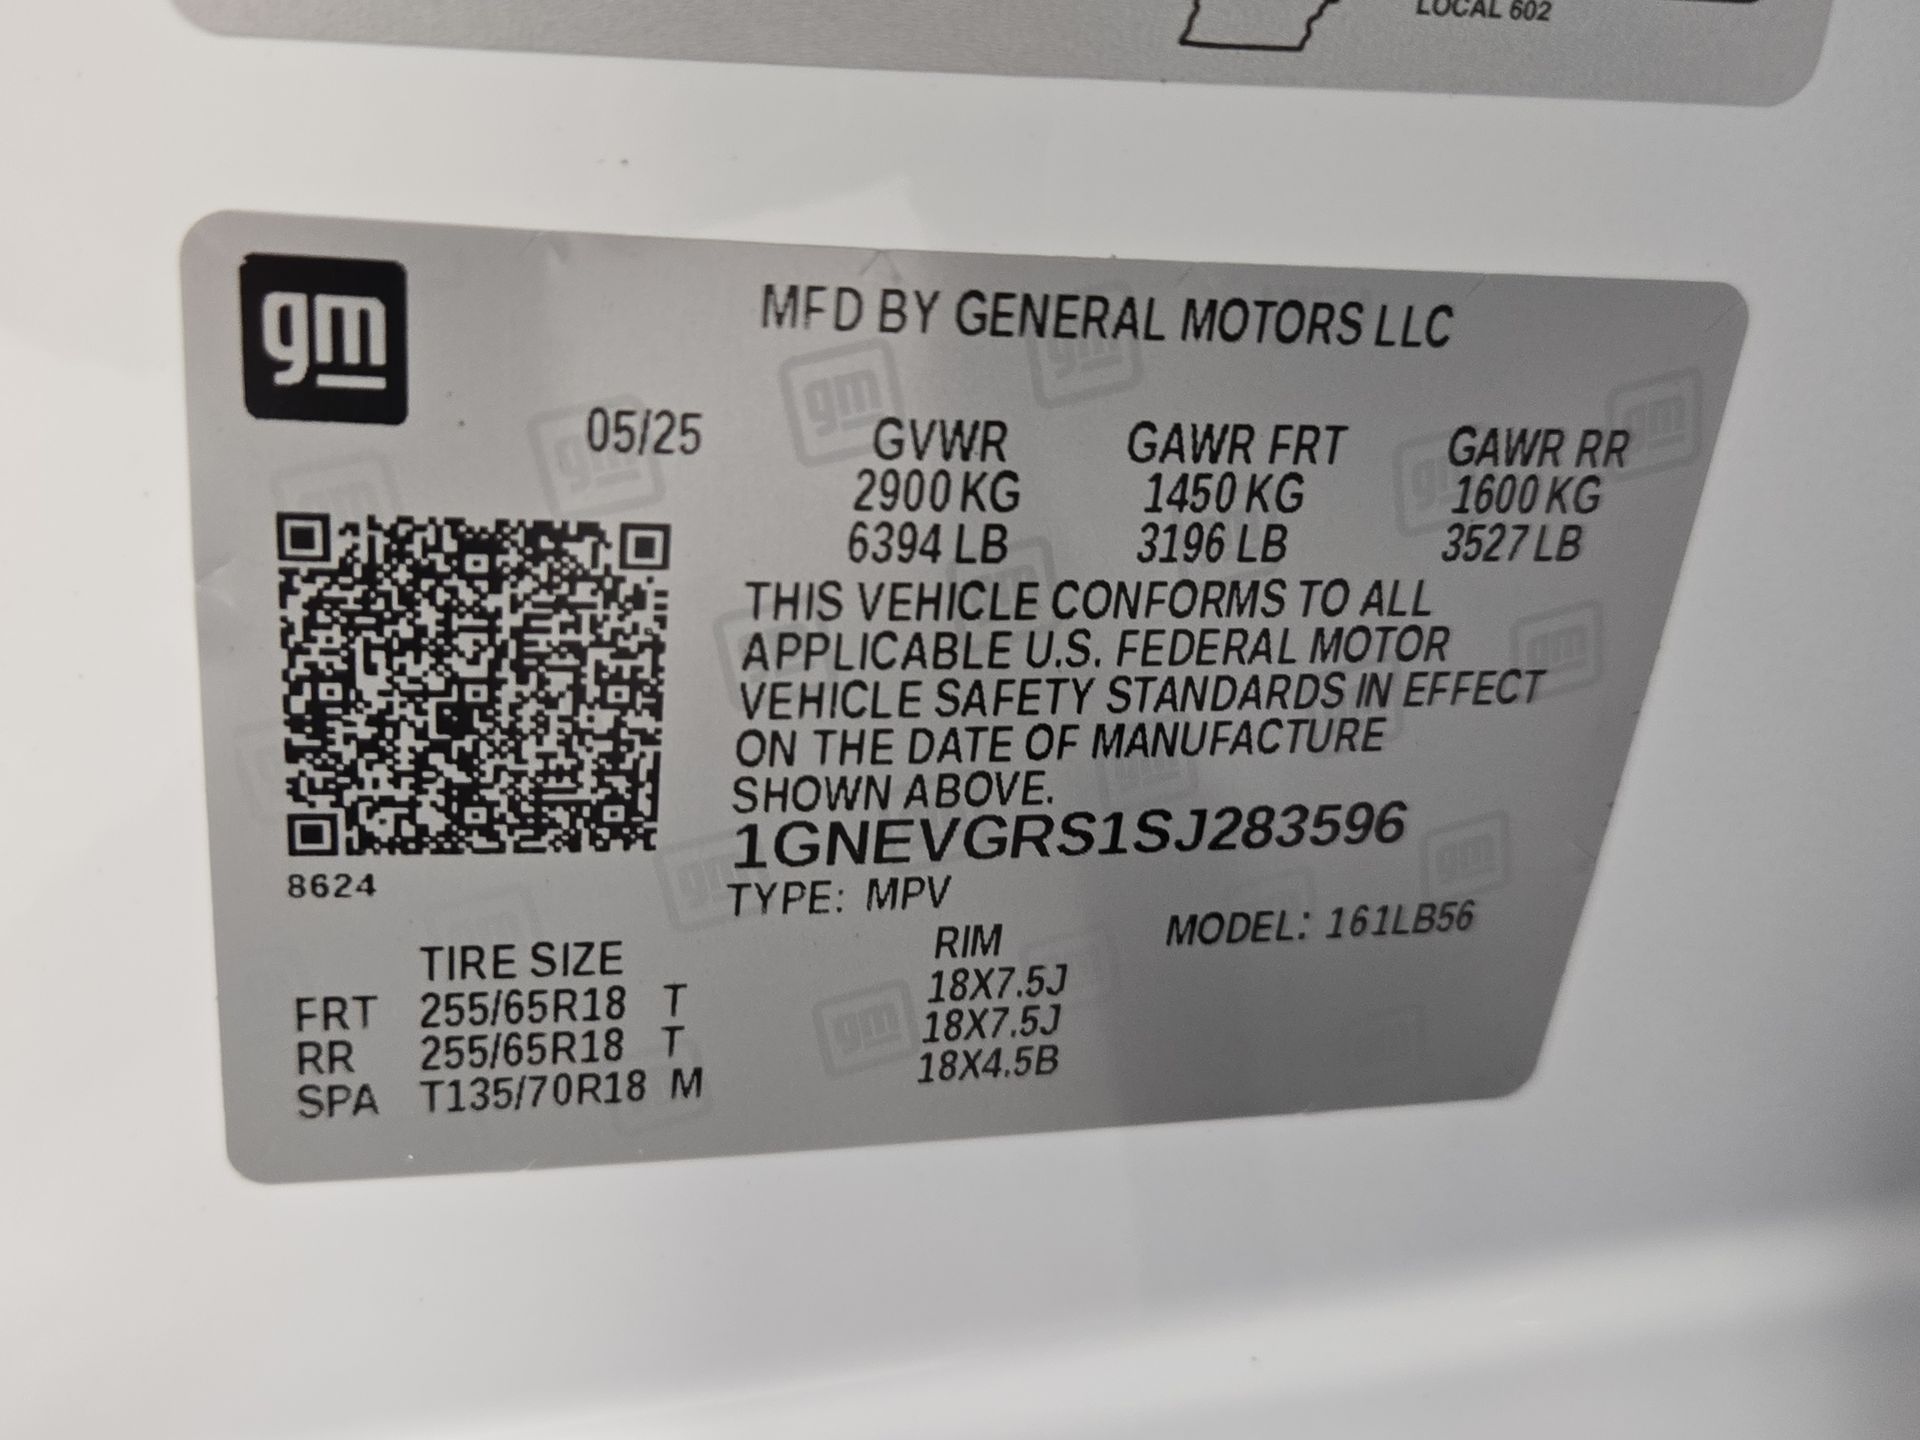 LOCAL 602
gm
MFD BY GENERAL MOTORS LLC
05/25
GVWR GAWR FRT GAWR RR
2900 KG 1450 KG 1600 KG
6394 LB 3196 LB 3527 LB
THIS VEHICLE CONFORMS TO ALL
APPLICABLE U.S. FEDERAL MOTOR
VEHICLE SAFETY STANDARDS IN EFFECT
ON THE DATE OF MANUFACTURE
SHOWN ABOVE.
1GNEVGRS1SJ283596
8624
TYPE: MPV MODEL: 161LB56
TIRE SIZE RIM
FRT 255/65R18 T 18X7.5J
RR 255/65R18 T 18X7.5J
SPA T135/70R18 M 18X4.5B